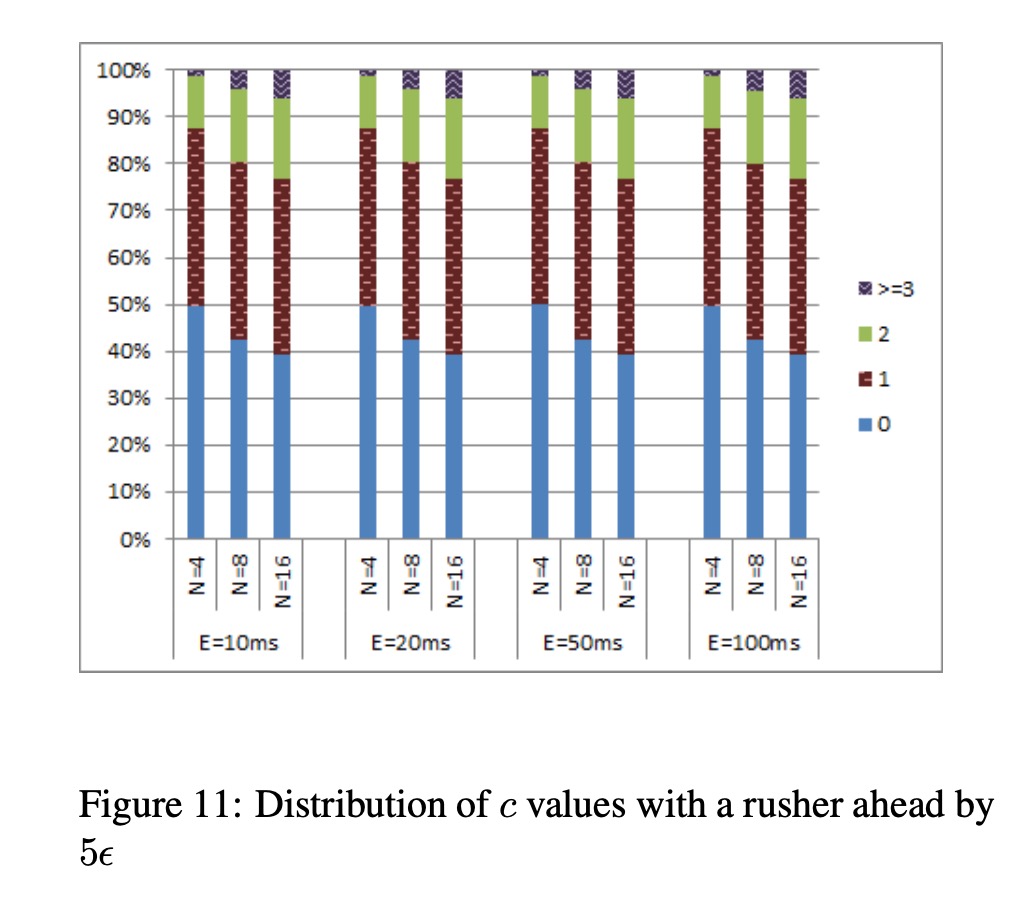 100%
90%
80%
70%
60%
50%
40%
30%
20%
10%
0%
>=3
2
1
0
N=4
N=8
N=16
N=4
N=8
N=16
N=4
N=8
N=16
N=4
N=8
N=16
E=10ms
E=20ms
E=50ms
E=100ms
Figure 11: Distribution of c values with a rusher ahead by
5ϵ